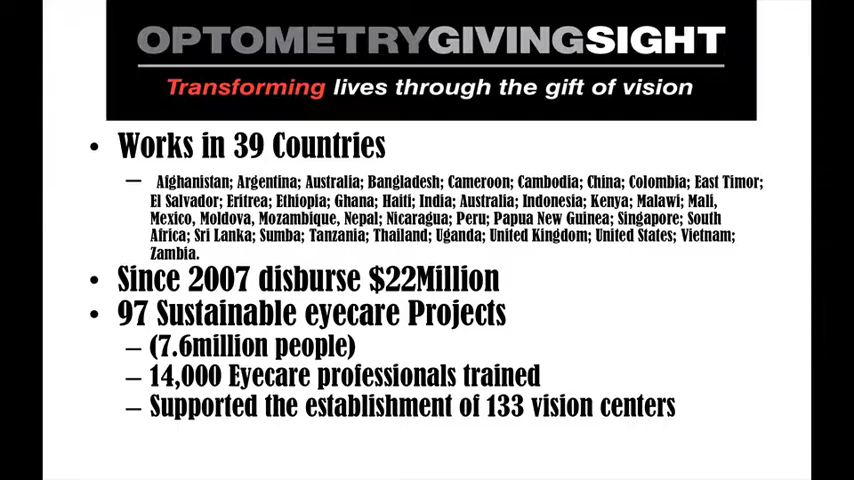 OPTOMETRYGIVINGSIGHT
Transforming lives through the gift of vision
• Works in 39 Countries
– Afghanistan; Argentina; Australia; Bangladesh; Cameroon; Cambodia; China; Colombia; East Timor;
El Salvador; Eritrea; Ethiopia; Ghana; Haiti; India; Australia; Indonesia; Kenya; Malawi; Mali,
Mexico, Moldova, Mozambique, Nepal; Nicaragua; Peru; Papua New Guinea; Singapore; South
Africa; Sri Lanka; Sumba; Tanzania; Thailand; Uganda; United Kingdom; United States; Vietnam;
Zambia.
• Since 2007 disburse $22Million
• 97 Sustainable eyecare Projects
– (7.6million people)
– 14,000 Eyecare professionals trained
– Supported the establishment of 133 vision centers